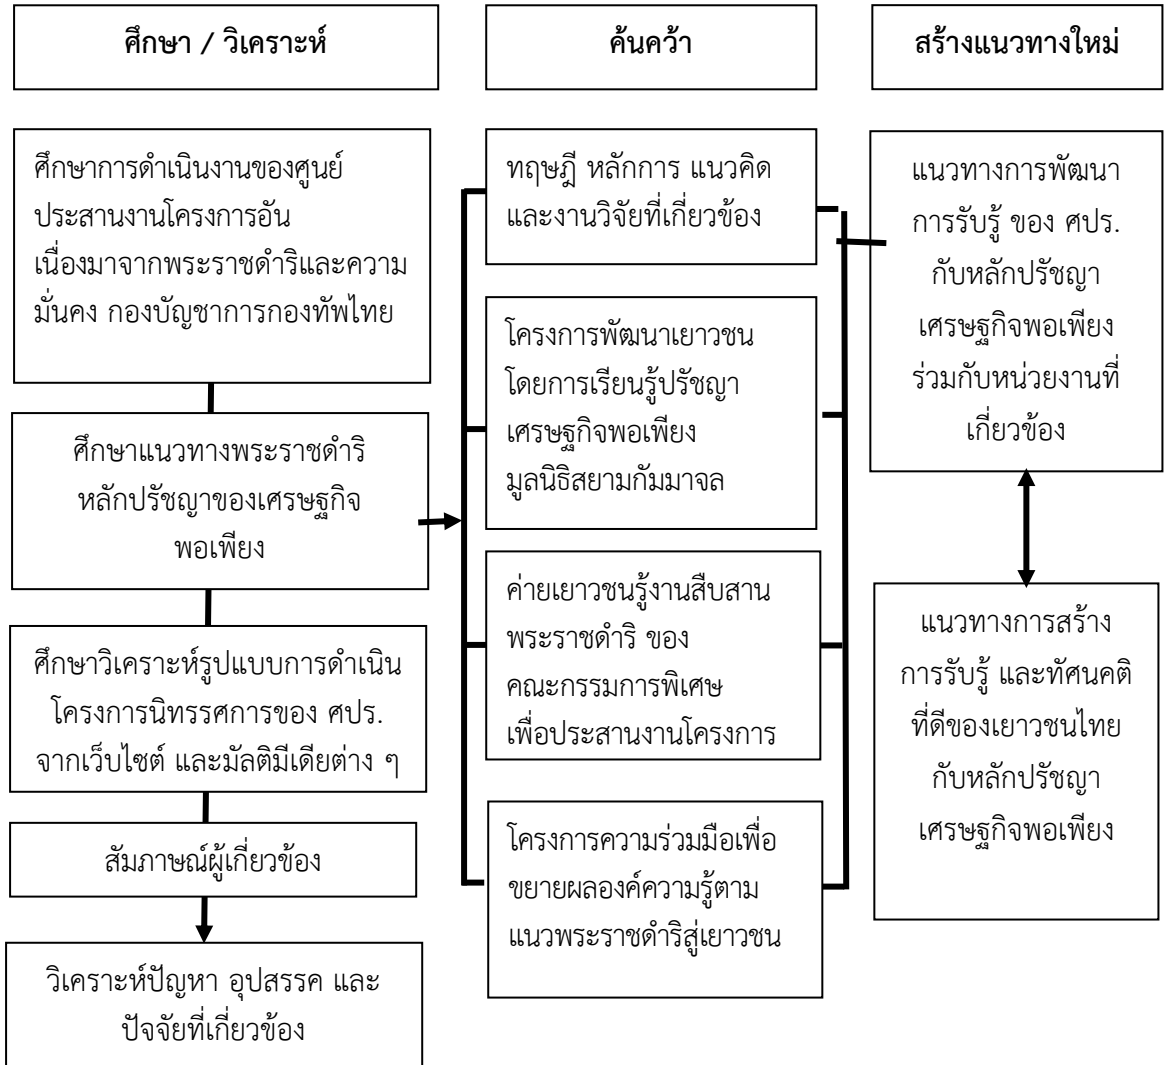 ศึกษา / วิเคราะห์
ค้นคว้า
สร้างแนวทางใหม่
ศึกษาการดำเนินงานของศูนย์
ประสานงานโครงการอัน
เนื่องมาจากพระราชดำริและความ
มั่นคง กองบัญชาการกองทัพไทย
ศึกษาแนวทางพระราชดำริ
หลักปรัชญาของเศรษฐกิจ
พอเพียง
ศึกษาวิเคราะห์รูปแบบการดำเนิน
โครงการนิทรรศการของ ศปร.
จากเว็บไซต์ และมัลติมีเดียต่าง ๆ
สัมภาษณ์ผู้เกี่ยวข้อง
วิเคราะห์ปัญหา อุปสรรค และ
ปัจจัยที่เกี่ยวข้อง
ทฤษฎี หลักการ แนวคิด
และงานวิจัยที่เกี่ยวข้อง
โครงการพัฒนาเยาวชน
โดยการเรียนรู้ปรัชญา
เศรษฐกิจพอเพียง
มูลนิธิสยามกัมมาจล
ค่ายเยาวชนรู้งานสืบสาน
พระราชดำริ ของ
คณะกรรมการพิเศษ
เพื่อประสานงานโครงการ
โครงการความร่วมมือเพื่อ
ขยายผลองค์ความรู้ตาม
แนวพระราชดำริสู่เยาวชน
แนวทางการพัฒนา
การรับรู้ ของ ศปร.
กับหลักปรัชญา
เศรษฐกิจพอเพียง
ร่วมกับหน่วยงานที่
เกี่ยวข้อง
แนวทางการสร้าง
การรับรู้ และทัศนคติ
ที่ดีของเยาวชนไทย
กับหลักปรัชญา
เศรษฐกิจพอเพียง